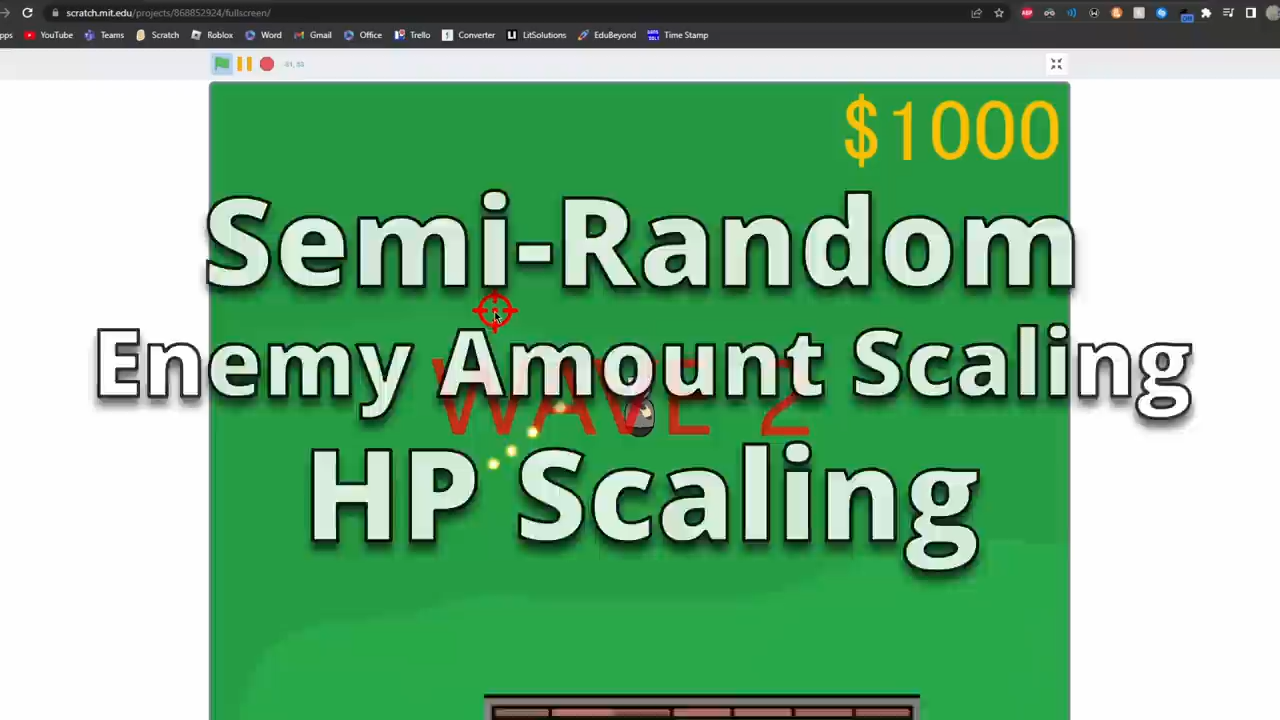 scratch.mit.edu/projects/868852924/fullscreen/
YouTube Teams Scratch Roblox Word Gmail Office Trello Converter LitSolutions EduBeyond Time Stamp
$1000
Semi-Random
Enemy Amount Scaling
WAVE 2
HP Scaling